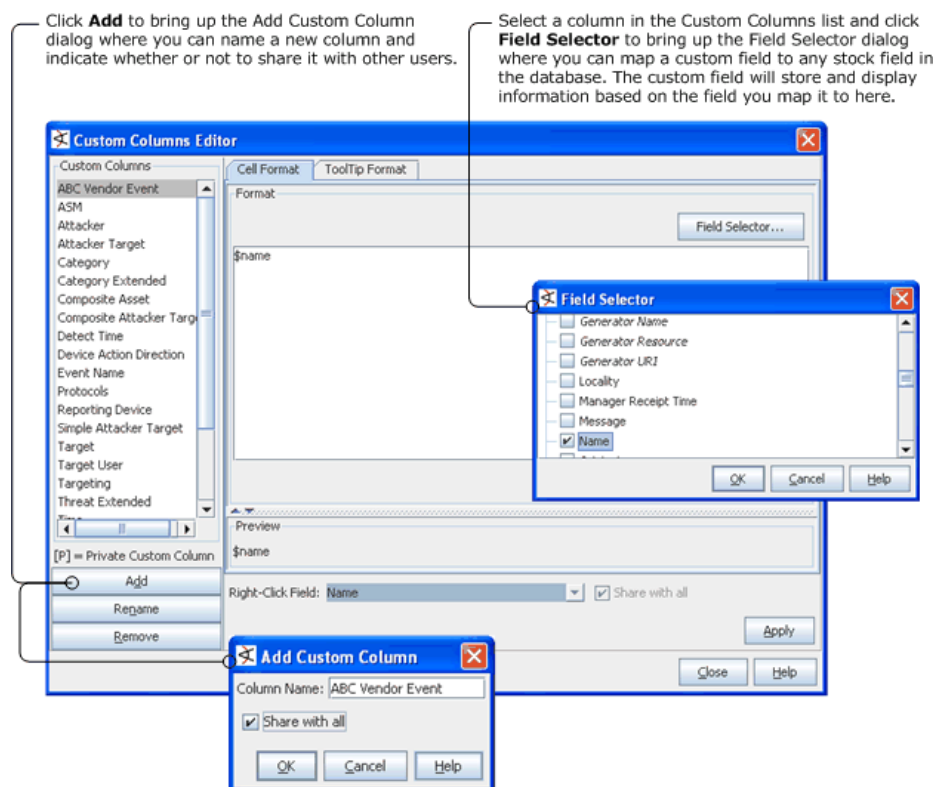 Click Add to bring up the Add Custom Column
dialog where you can name a new column and
indicate whether or not to share it with other users.
Select a column in the Custom Columns list and click
Field Selector to bring up the Field Selector dialog
where you can map a custom field to any stock field in
the database. The custom field will store and display
information based on the field you map it to here.
Custom Columns Editor
Custom Columns
ABC Vendor Event
ASM
Attacker
Attacker Target
Category
Category Extended
Composite Asset
Composite Attacker Targ
Detect Time
Device Action Direction
Event Name
Protocols
Reporting Device
Simple Attacker Target
Target
Target User
Targeting
Threat Extended
[P] = Private Custom Column
Add
Rename
Remove
Cell Format
ToolTip Format
Format
Field Selector...
$name
Field Selector
Generator Name
Generator Resource
Generator URI
Locality
Manager Receipt Time
Message
Name
OK
Cancel
Help
Preview
$name
Right-Click Field: Name
Share with all
Apply
Close
Help
Add Custom Column
Column Name: ABC Vendor Event
Share with all
OK
Cancel
Help